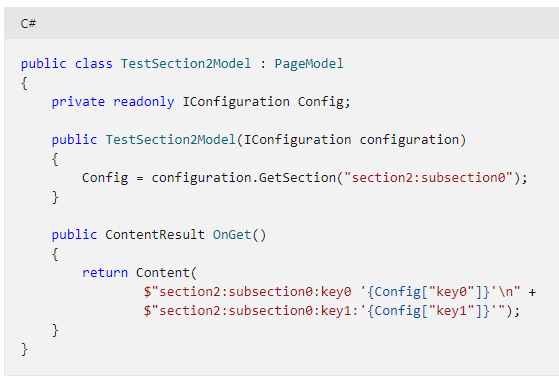 C#
public class TestSection2Model : PageModel
{
    private readonly IConfiguration Config;
    public TestSection2Model(IConfiguration configuration)
    {
        Config = configuration.GetSection("section2:subsection0");
    }
    public ContentResult OnGet()
    {
        return Content(
                $"section2:subsection0:key0 '{Config["key0"]}'\n" +
                $"section2:subsection0:key1:'{Config["key1"]}'");
    }
}